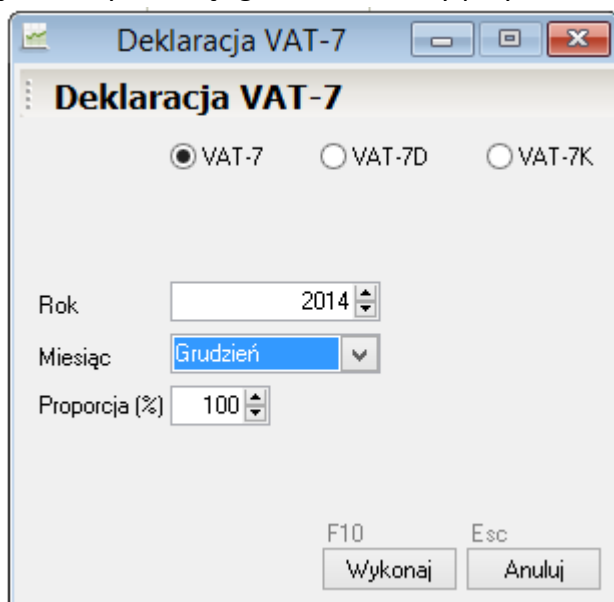 Deklaracja VAT-7
Deklaracja VAT-7
VAT-7 VAT-7D VAT-7K
Rok 2014
Miesiąc Grudzień
Proporcja (%) 100
F10 Esc
Wykonaj Anuluj